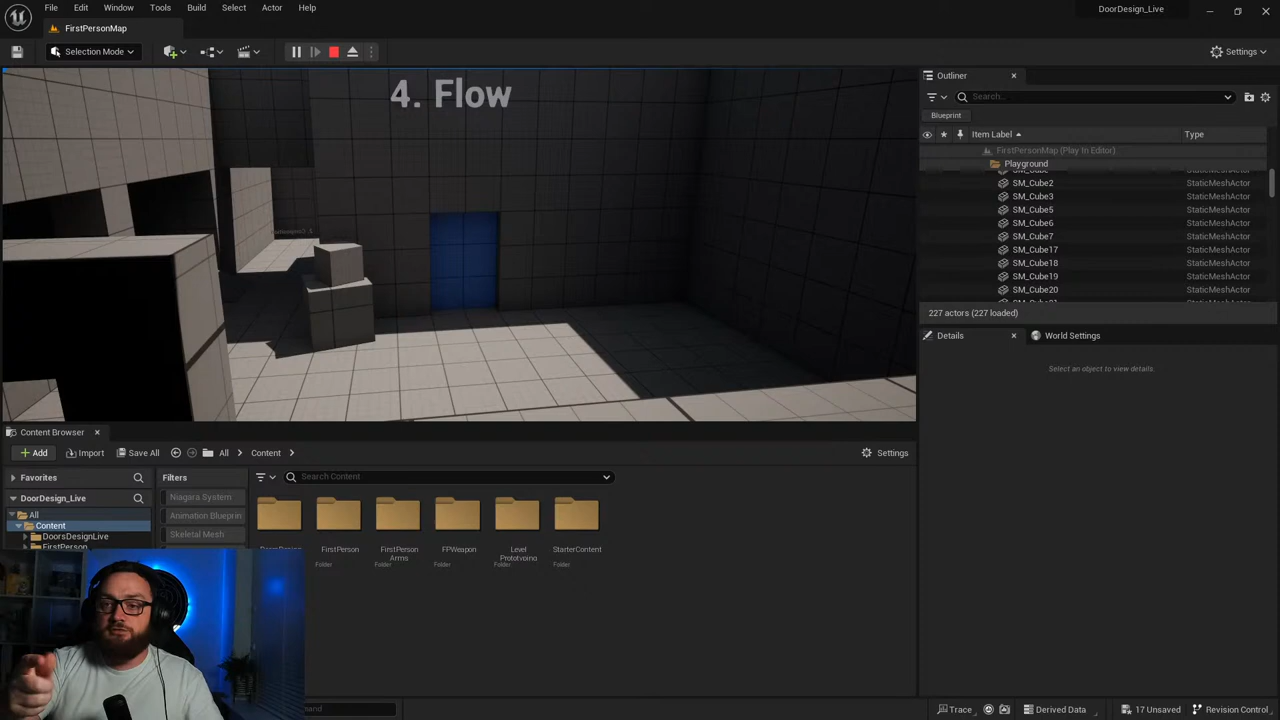 File Edit Window Tools Build Select Actor Help
DoorDesign_Live
FirstPersonMap
Selection Mode
Settings
4. Flow
Outliner
Search...
Blueprint
Item Label
Type
FirstPersonMap (Play In Editor)
Playground
SM_Cube2 StaticMeshActor
SM_Cube3 StaticMeshActor
SM_Cube5 StaticMeshActor
SM_Cube6 StaticMeshActor
SM_Cube7 StaticMeshActor
SM_Cube17 StaticMeshActor
SM_Cube18 StaticMeshActor
SM_Cube19 StaticMeshActor
SM_Cube20 StaticMeshActor
227 actors (227 loaded)
Details
World Settings
Select an object to view details.
Content Browser
Add Import Save All All Content
Settings
Favorites
Filters
Search Content
DoorDesign_Live
All
Content
DoorsDesignLive
FirstPerson
Niagara System
Animation Blueprin
Skeletal Mesh
FirstPerson
Folder
FirstPerson
Arms
Folder
FPWeapon
Folder
Level
Prototyping
Folder
StarterContent
Folder
Trace
Derived Data
17 Unsaved
Revision Control